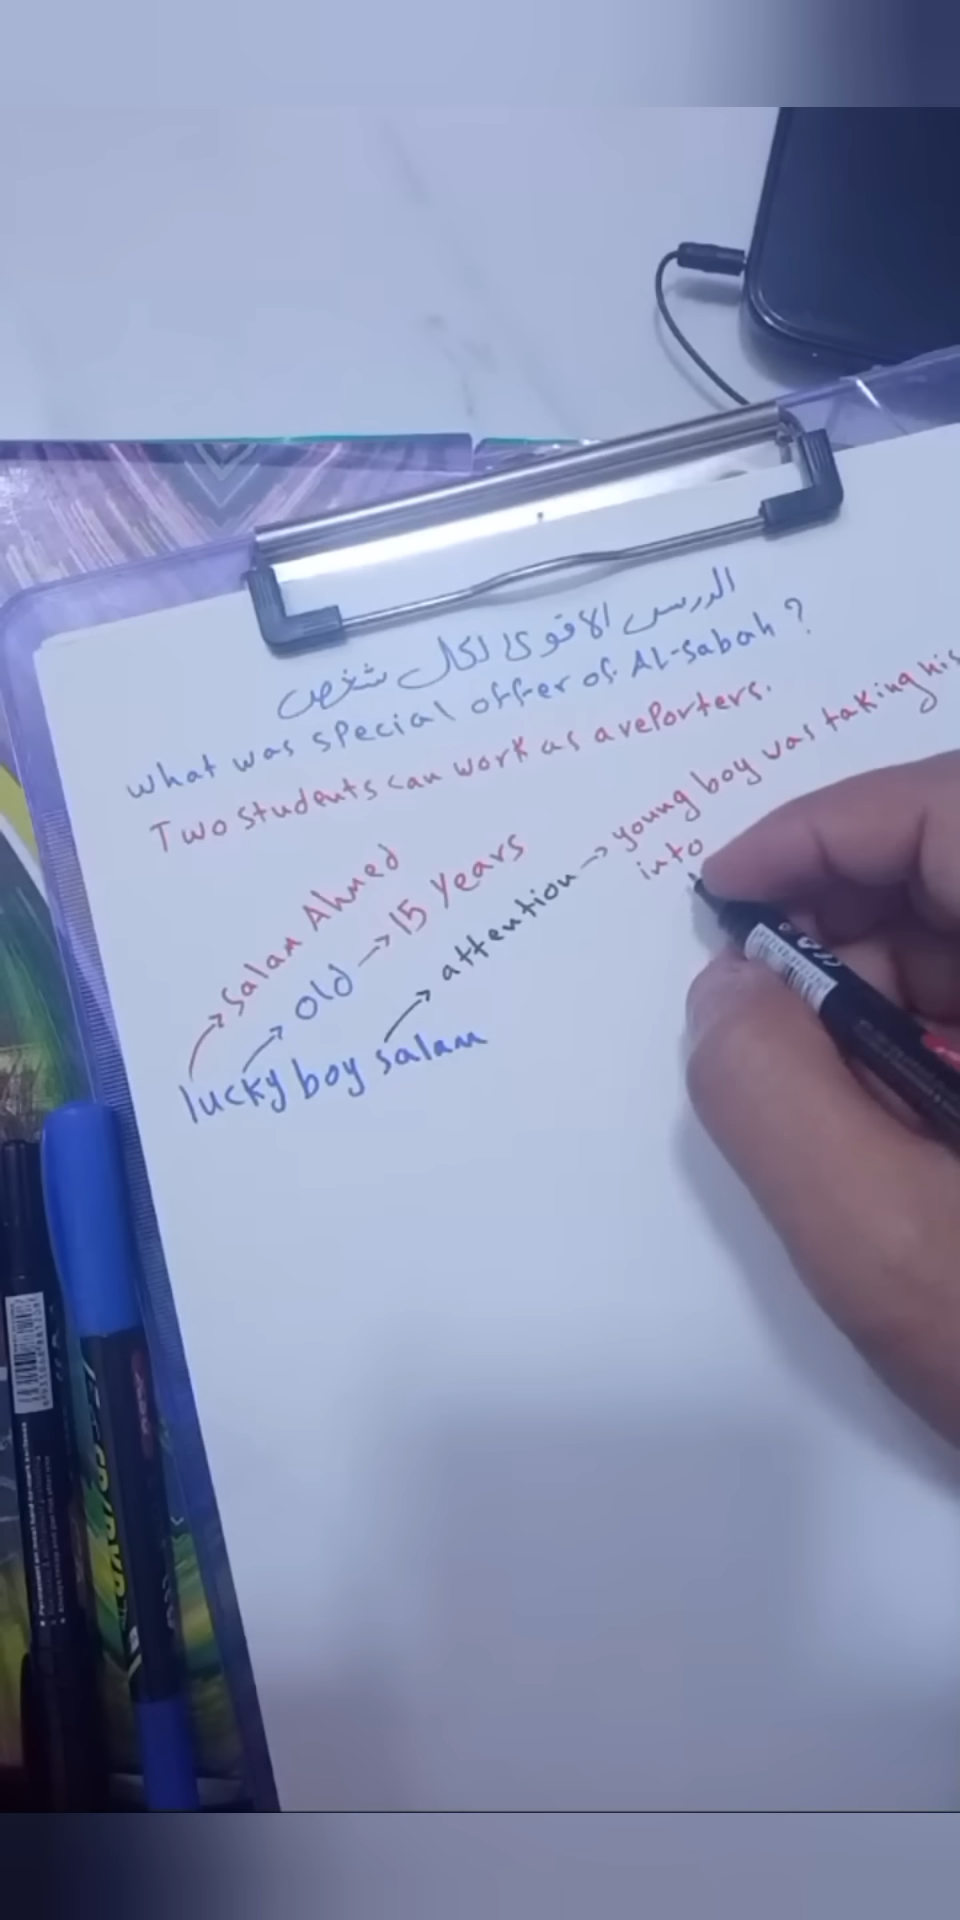 الدرس الاقوى لكل شخص
what was special offer of AL-sabah ?
Two students can work as a reporters.
salam Ahmed
old → 15 years
attention → young boy was taking his
into
lucky boy salam